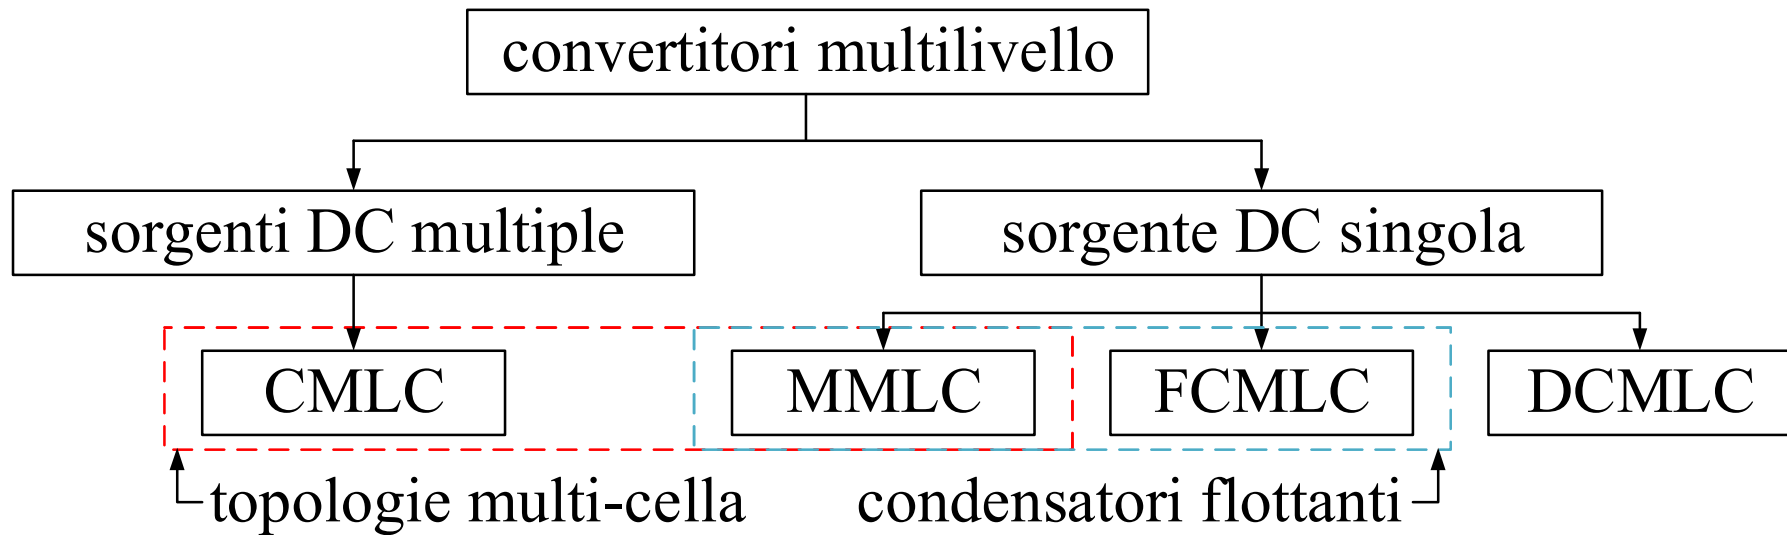 convertitori multilivello
sorgenti DC multiple
sorgente DC singola
CMLC
MMLC
FCMLC
DCMLC
topologie multi-cella
condensatori flottanti